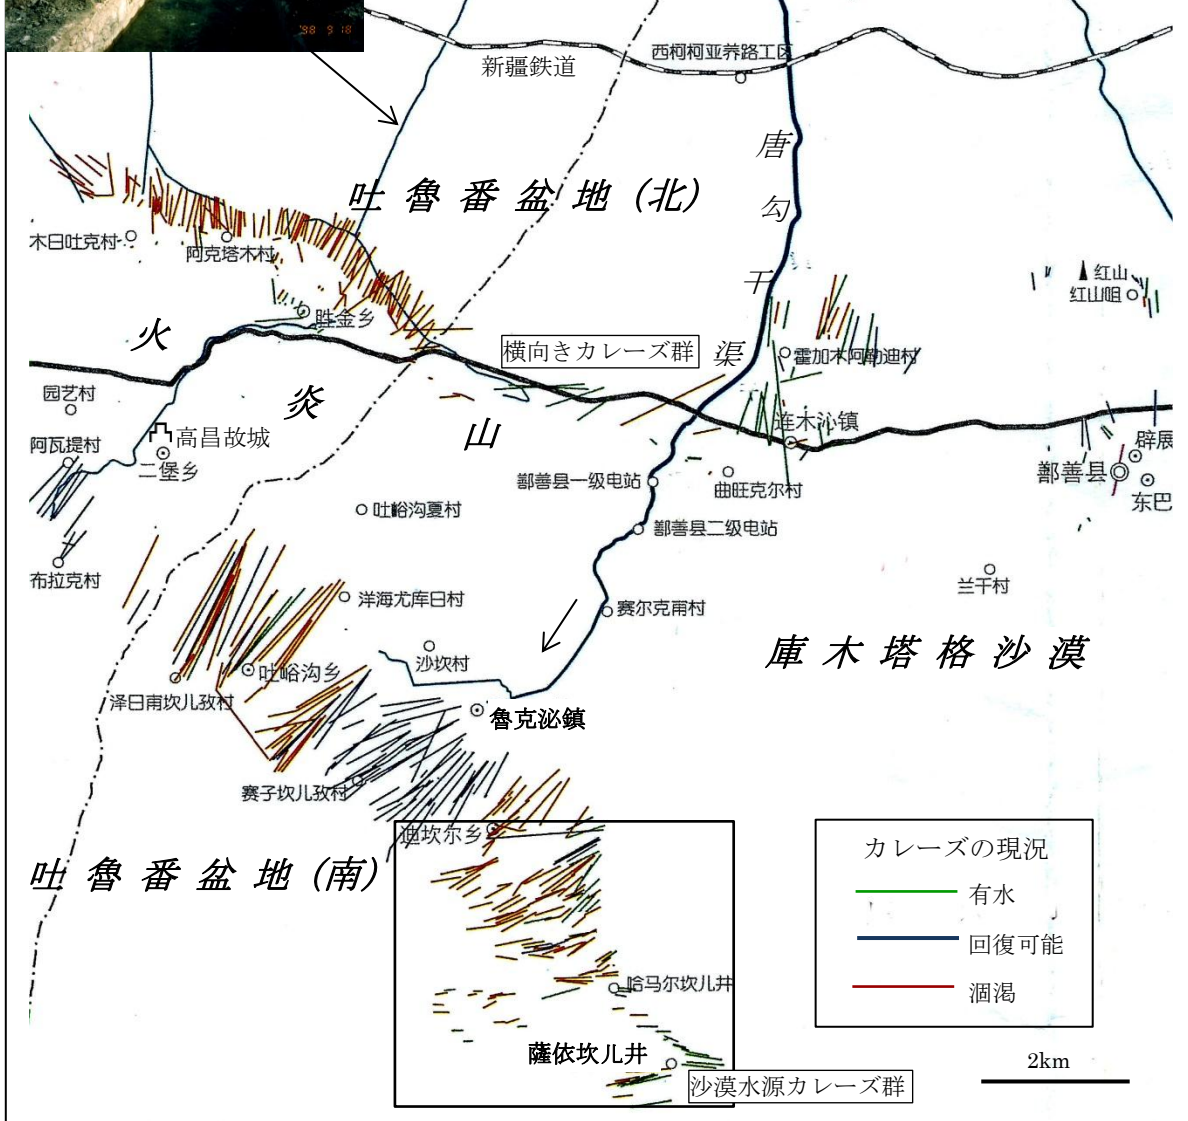 '98 9 18
新疆鉄道
西柯柯亚养路工区
唐
勾
干
渠
吐魯番盆地(北)
木日吐克村
阿克塔木村
胜金乡
红山
红山咀
火
炎
山
横向きカレーズ群
霍加木阿勒迪村
园艺村
高昌故城
阿瓦提村
二堡乡
连木沁镇
辟展
鄯善县
东巴
鄯善县一级电站
曲旺克尔村
吐峪沟夏村
鄯善县二级电站
布拉克村
兰干村
洋海尤库日村
赛尔克甫村
沙坎村
庫木塔格沙漠
吐峪沟乡
泽日甫坎儿孜村
魯克泌鎮
赛子坎儿孜村
迪坎尔乡
吐魯番盆地(南)
カレーズの現況
有水
回復可能
涸渇
哈马尔坎儿井
薩依坎儿井
沙漠水源カレーズ群
2km